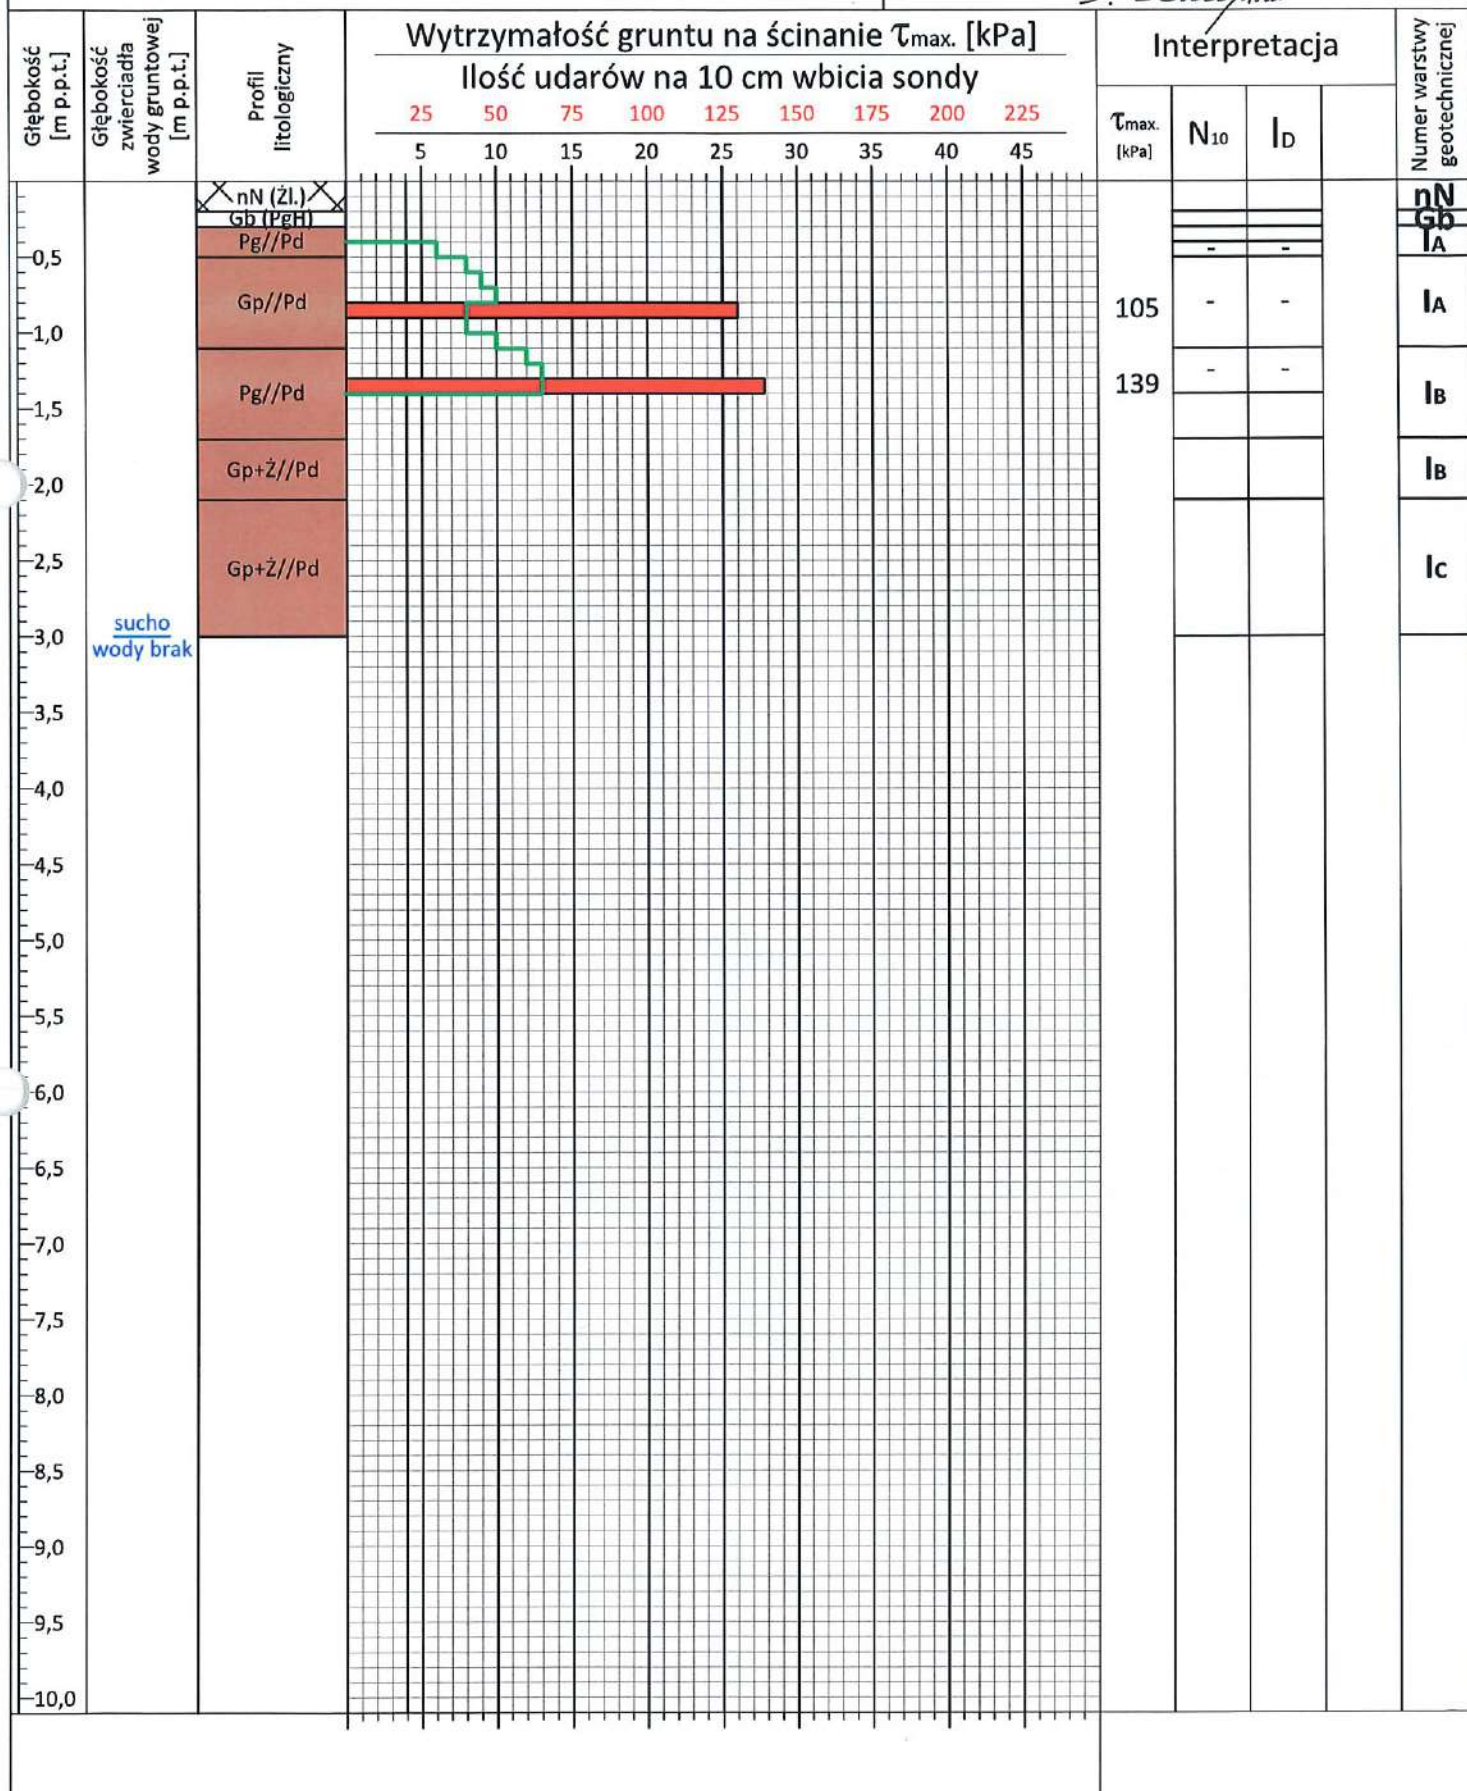 Głębokość
[m p.p.t.]
Głębokość
zwierciadła
wody gruntowej
[m p.p.t.]
Profil
litologiczny
Wytrzymałość gruntu na ścinanie τmax. [kPa]
Ilość udarów na 10 cm wbicia sondy
25 50 75 100 125 150 175 200 225
5 10 15 20 25 30 35 40 45
Interpretacja
τmax.
[kPa]
N10
ID
Numer warstwy
geotechnicznej
nN (Żl.) nN
Gb (PgH) Gb
Pg//Pd - - IA
0,5
Gp//Pd 105 - - IA
1,0
- -
Pg//Pd 139 IB
1,5
Gp+Ż//Pd IB
2,0
2,5 Gp+Ż//Pd IC
sucho
3,0
wody brak
3,5
4,0
4,5
5,0
5,5
6,0
6,5
7,0
7,5
8,0
8,5
9,0
9,5
10,0